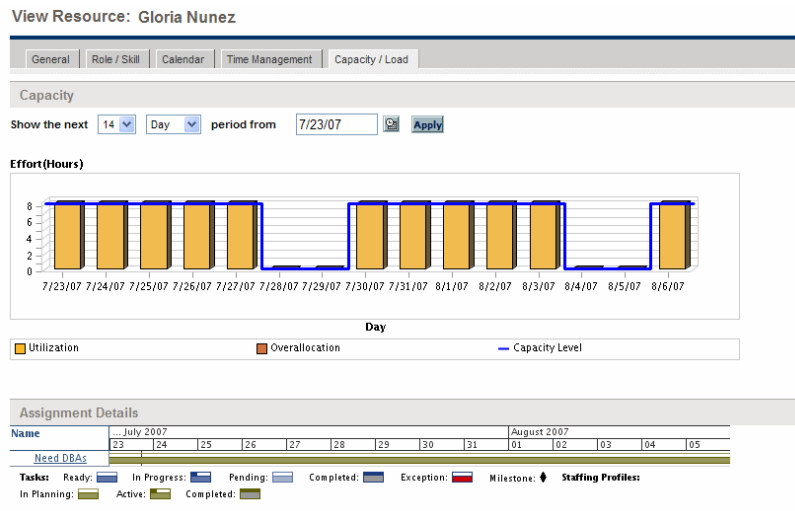 View Resource: Gloria Nunez
General Role / Skill Calendar Time Management Capacity / Load
Capacity
Show the next 14 Day period from 7/23/07 Apply
Effort(Hours)
8
6
4
2
0
7/23/07 7/24/07 7/25/07 7/26/07 7/27/07 7/28/07 7/29/07 7/30/07 7/31/07 8/1/07 8/2/07 8/3/07 8/4/07 8/5/07 8/6/07
Day
Utilization Overallocation Capacity Level
Assignment Details
Name ... July 2007 August 2007
23 24 25 26 27 28 29 30 31 01 02 03 04 05
Need DBAs
Tasks: Ready: In Progress: Pending: Completed: Exception: Milestone: Staffing Profiles:
In Planning: Active: Completed: